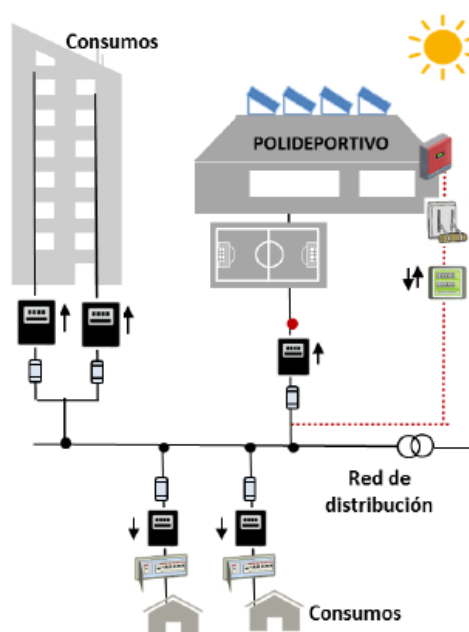 Consumos
POLIDEPORTIVO
Red de
distribución
Consumos